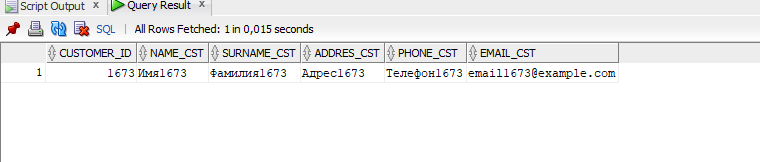 Script Output x Query Result x
SQL | All Rows Fetched: 1 in 0,015 seconds
CUSTOMER_ID NAME_CST SURNAME_CST ADDRES_CST PHONE_CST EMAIL_CST
1 1673 Имя1673 Фамилия1673 Адрес1673 Телефон1673 email1673@example.com